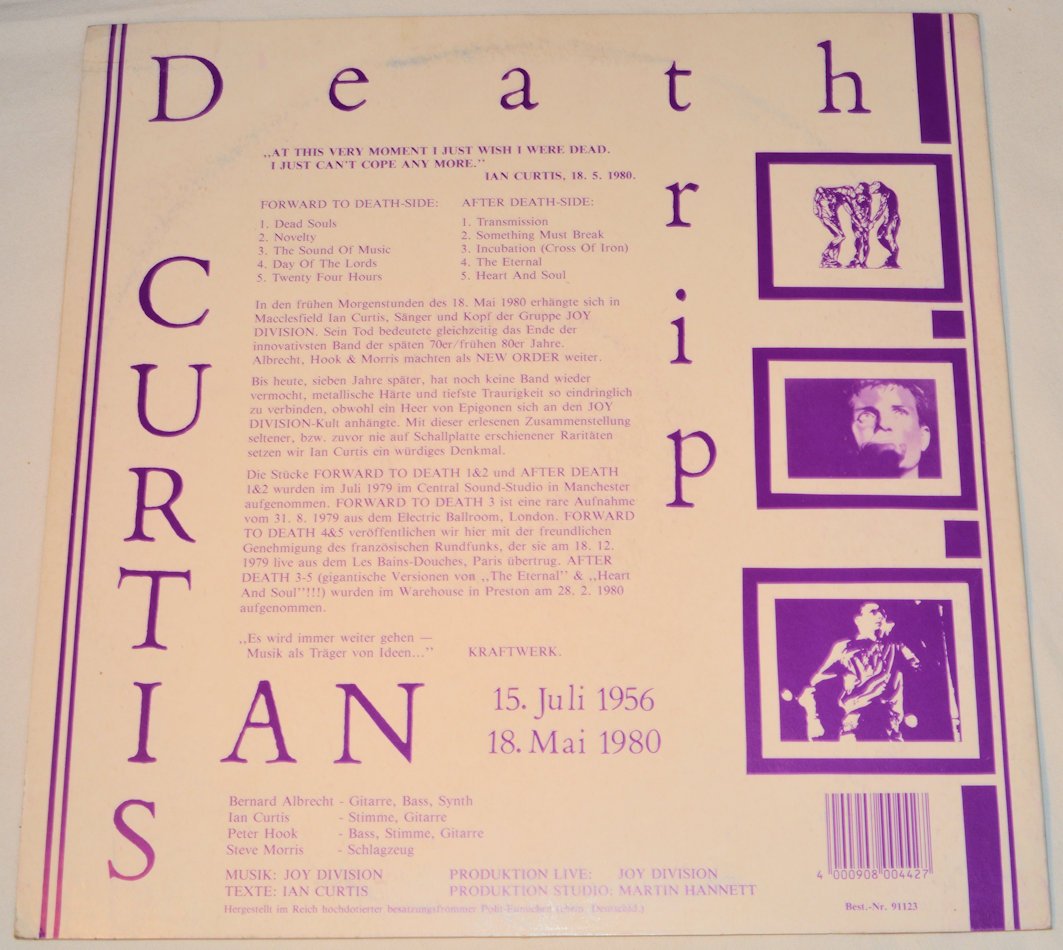 Death
trip
CURTIS
IAN
„AT THIS VERY MOMENT I JUST WISH I WERE DEAD.
I JUST CAN'T COPE ANY MORE."
IAN CURTIS, 18. 5. 1980.
FORWARD TO DEATH-SIDE:
1. Dead Souls
2. Novelty
3. The Sound Of Music
4. Day Of The Lords
5. Twenty Four Hours
AFTER DEATH-SIDE:
1. Transmission
2. Something Must Break
3. Incubation (Cross Of Iron)
4. The Eternal
5. Heart And Soul
In den frühen Morgenstunden des 18. Mai 1980 erhängte sich in
Macclesfield Ian Curtis, Sänger und Kopf der Gruppe JOY
DIVISION. Sein Tod bedeutete gleichzeitig das Ende der
innovativsten Band der späten 70er/frühen 80er Jahre.
Albrecht, Hook & Morris machten als NEW ORDER weiter.
Bis heute, sieben Jahre später, hat noch keine Band wieder
vermocht, metallische Härte und tiefste Traurigkeit so eindringlich
zu verbinden, obwohl ein Heer von Epigonen sich an den JOY
DIVISION-Kult anhängte. Mit dieser erlesenen Zusammenstellung
seltener, bzw. zuvor nie auf Schallplatte erschienener Raritäten
setzen wir Ian Curtis ein würdiges Denkmal.
Die Stücke FORWARD TO DEATH 1&2 und AFTER DEATH
1&2 wurden im Juli 1979 im Central Sound-Studio in Manchester
aufgenommen. FORWARD TO DEATH 3 ist eine rare Aufnahme
vom 31. 8. 1979 aus dem Electric Ballroom, London. FORWARD
TO DEATH 4&5 veröffentlichen wir hier mit der freundlichen
Genehmigung des französischen Rundfunks, der sie am 18. 12.
1979 live aus dem Les Bains-Douches, Paris übertrug. AFTER
DEATH 3-5 (gigantische Versionen von „The Eternal" & „Heart
And Soul"!!!) wurden im Warehouse in Preston am 28. 2. 1980
aufgenommen.
„Es wird immer weiter gehen —
Musik als Träger von Ideen..." KRAFTWERK.
15. Juli 1956
18. Mai 1980
Bernard Albrecht - Gitarre, Bass, Synth
Ian Curtis - Stimme, Gitarre
Peter Hook - Bass, Stimme, Gitarre
Steve Morris - Schlagzeug
MUSIK: JOY DIVISION PRODUKTION LIVE: JOY DIVISION
TEXTE: IAN CURTIS PRODUKTION STUDIO: MARTIN HANNETT
Hergestellt im Reich hochdotierter besatzungsfrommer
4 000908 004427
Best.-Nr. 91123